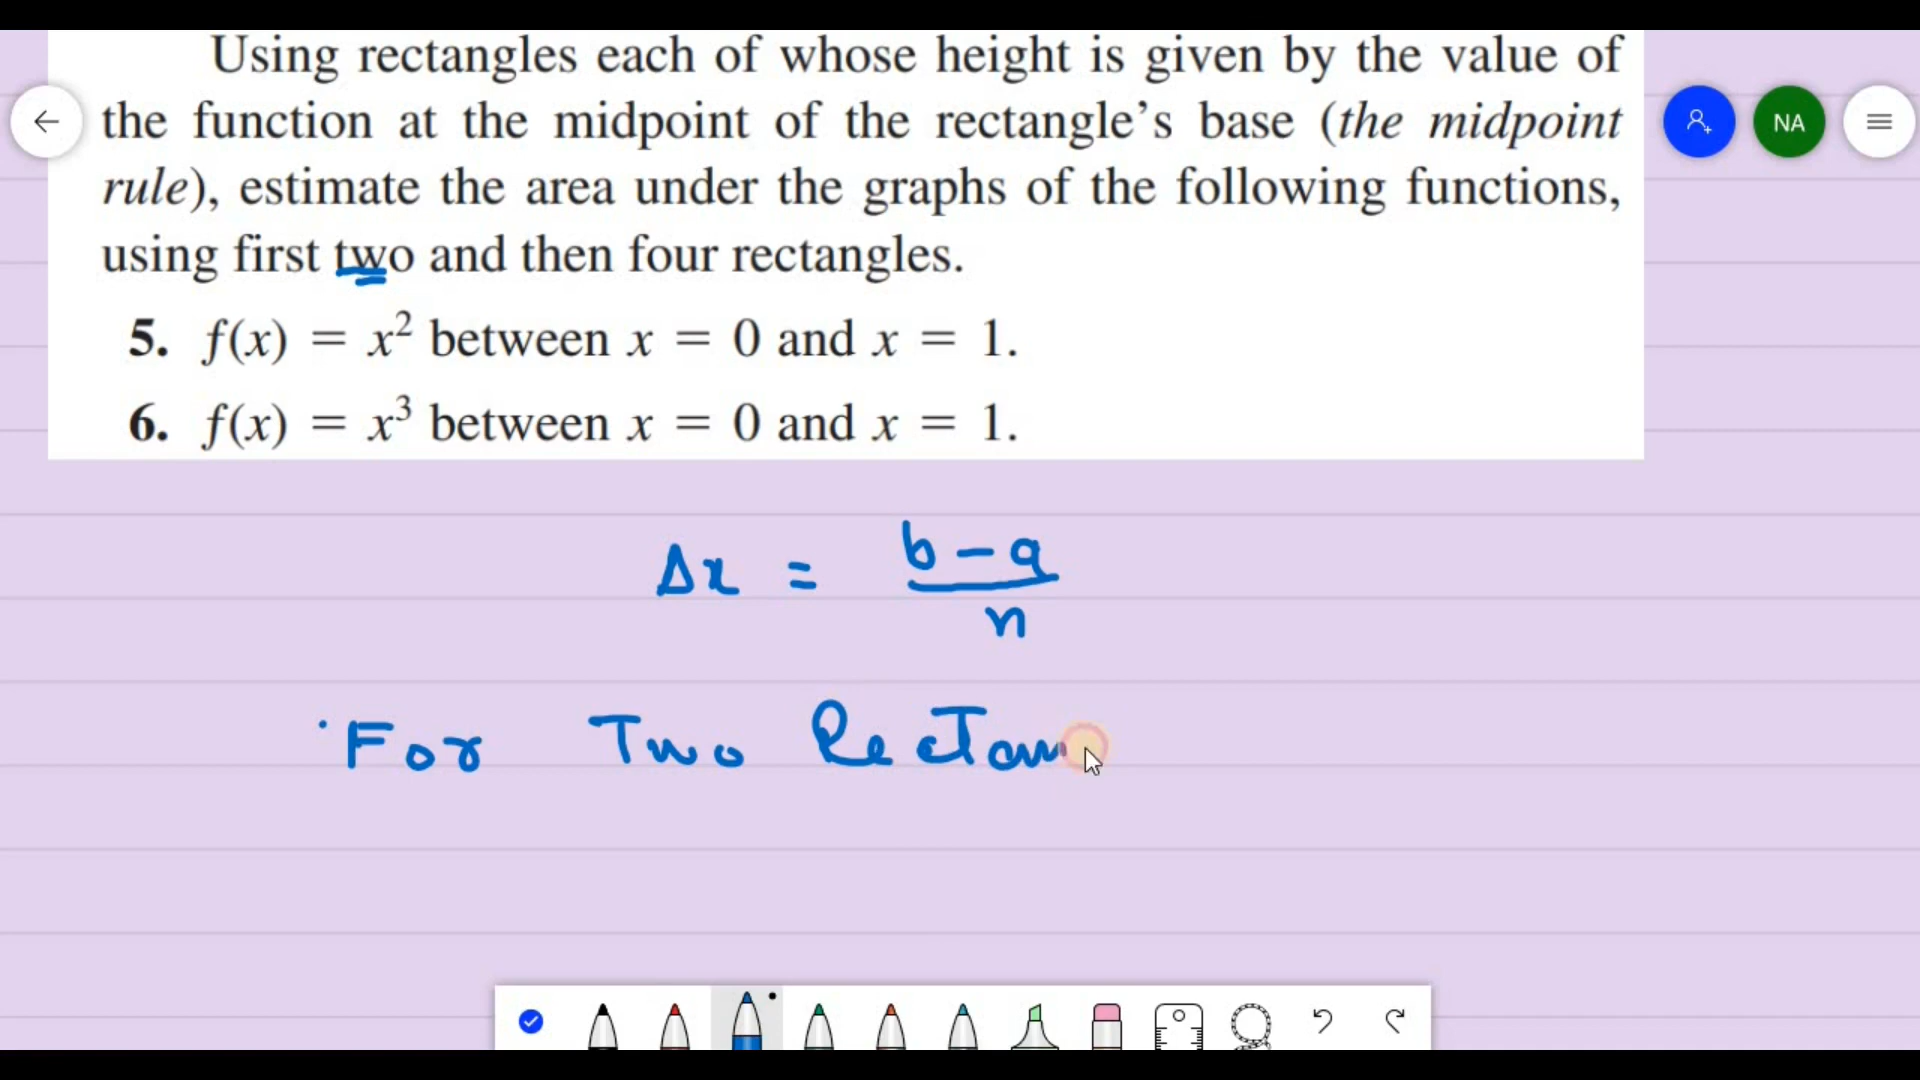 Using rectangles each of whose height is given by the value of
the function at the midpoint of the rectangle’s base (the midpoint
NA
rule), estimate the area under the graphs of the following functions,
using first two and then four rectangles.
5. f(x) = x² between x = 0 and x = 1.
6. f(x) = x³ between x = 0 and x = 1.
Δx = b-a
n
For Two Rectan